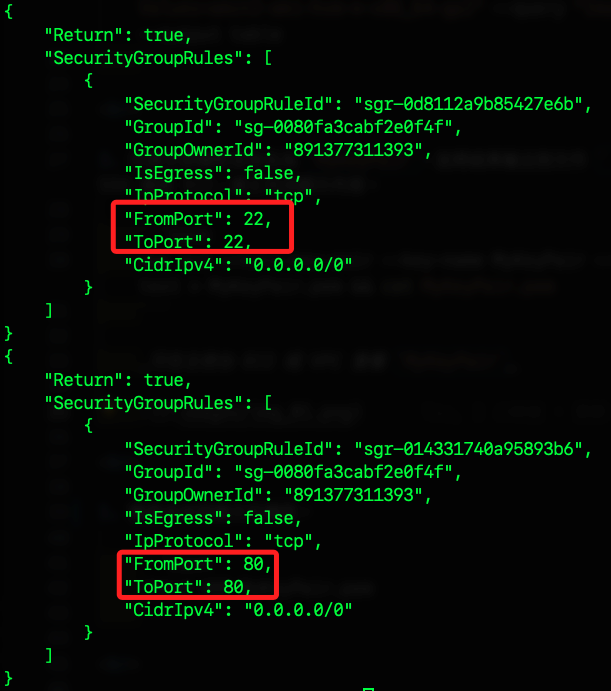 {
"Return": true,
"SecurityGroupRules": [
{
"SecurityGroupRuleId": "sgr-0d8112a9b85427e6b",
"GroupId": "sg-0080fa3cabf2e0f4f",
"GroupOwnerId": "891377311393",
"IsEgress": false,
"IpProtocol": "tcp",
"FromPort": 22,
"ToPort": 22,
"CidrIpv4": "0.0.0.0/0"
}
]
}
{
"Return": true,
"SecurityGroupRules": [
{
"SecurityGroupRuleId": "sgr-014331740a95893b6",
"GroupId": "sg-0080fa3cabf2e0f4f",
"GroupOwnerId": "891377311393",
"IsEgress": false,
"IpProtocol": "tcp",
"FromPort": 80,
"ToPort": 80,
"CidrIpv4": "0.0.0.0/0"
}
]
}